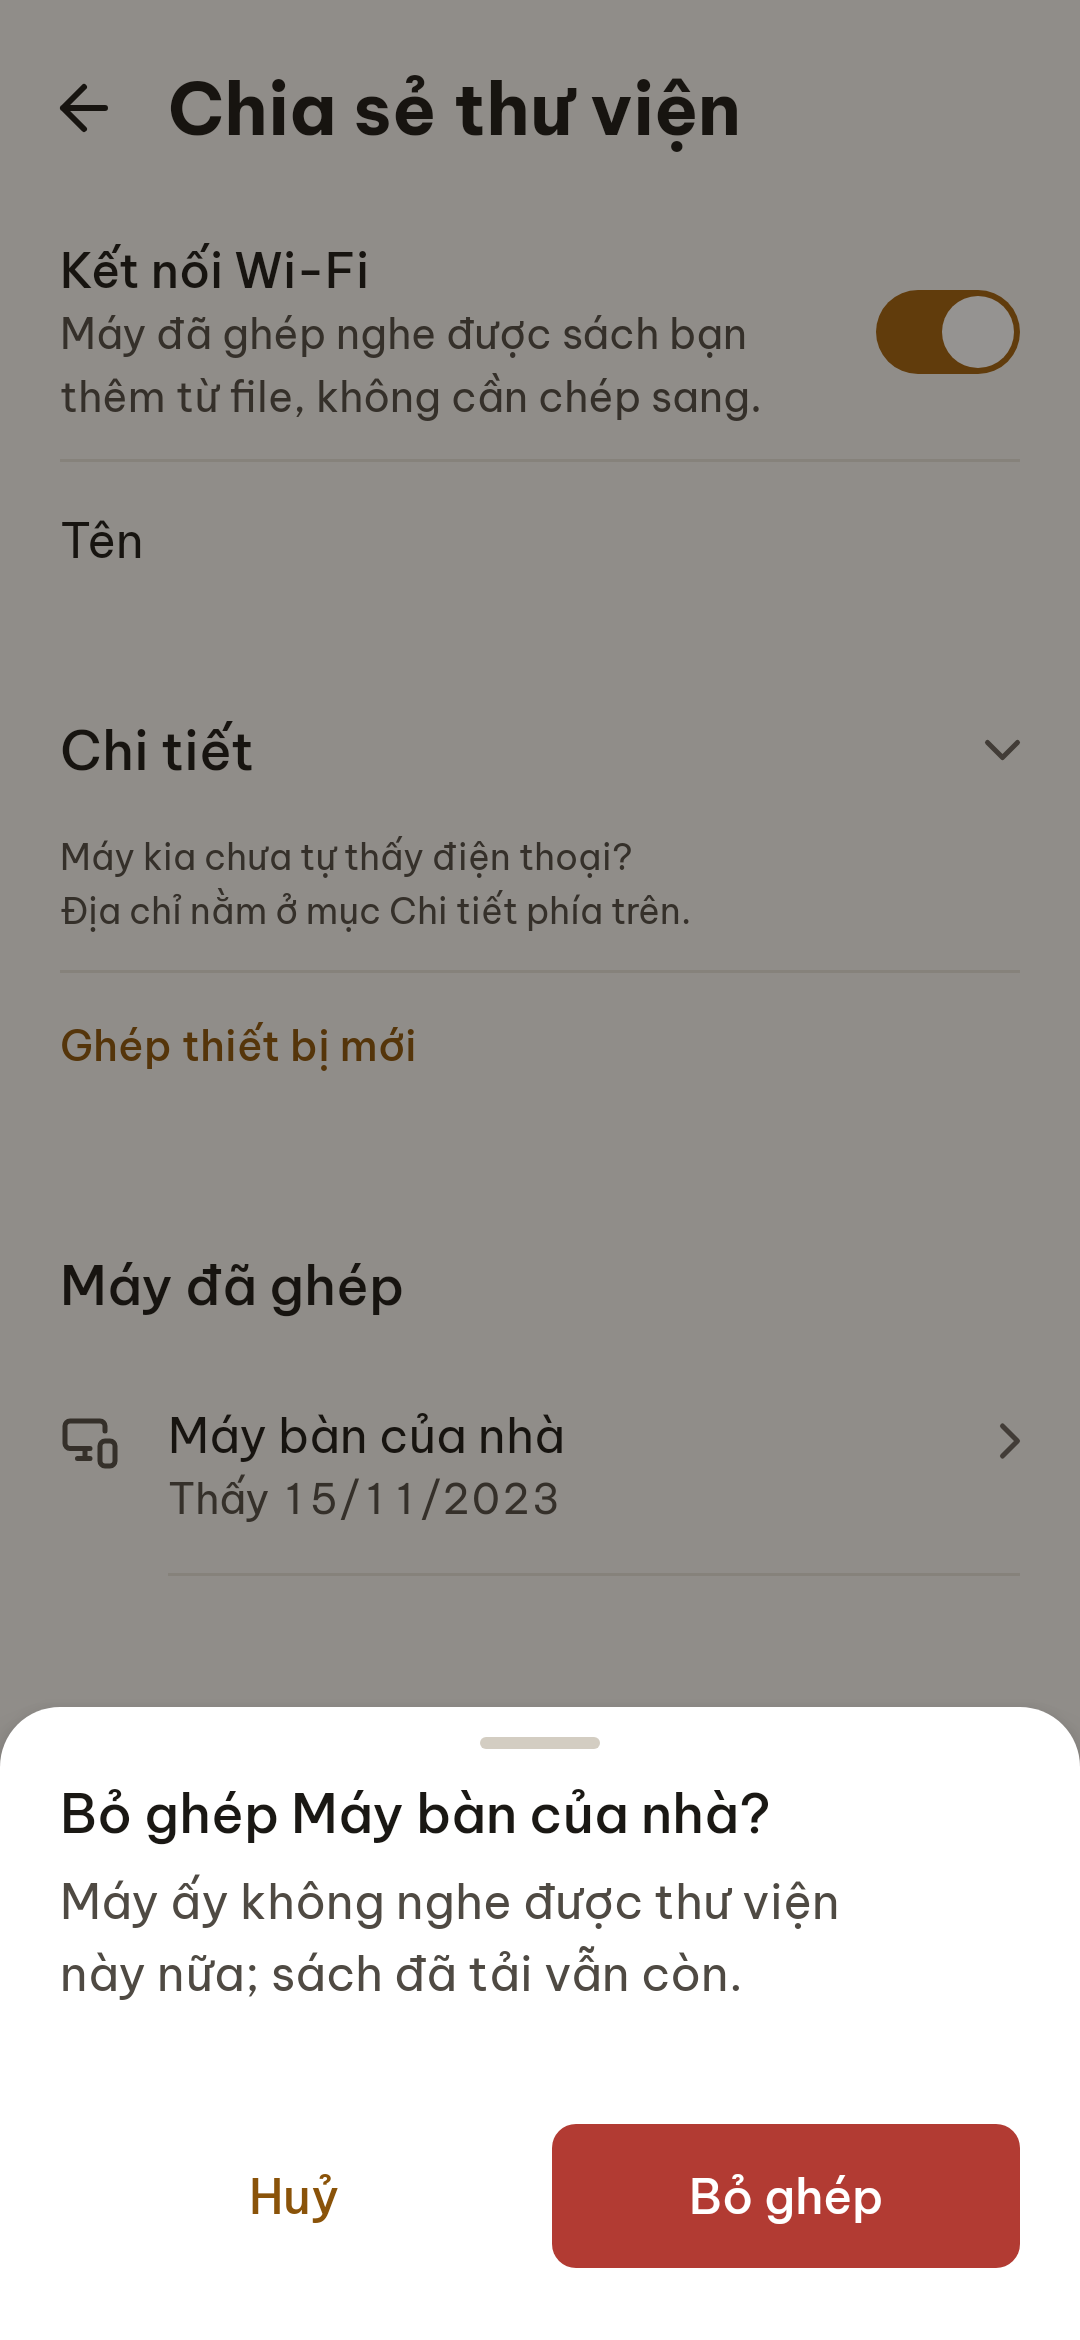 Chia sẻ thư viện
Kết nối Wi-Fi
Máy đã ghép nghe được sách bạn
thêm từ file, không cần chép sang.
Tên
Chi tiết
Máy kia chưa tự thấy điện thoại?
Địa chỉ nằm ở mục Chi tiết phía trên.
Ghép thiết bị mới
Máy đã ghép
Máy bàn của nhà
Thấy 15/11/2023
Bỏ ghép Máy bàn của nhà?
Máy ấy không nghe được thư viện
này nữa; sách đã tải vẫn còn.
Huỷ
Bỏ ghép